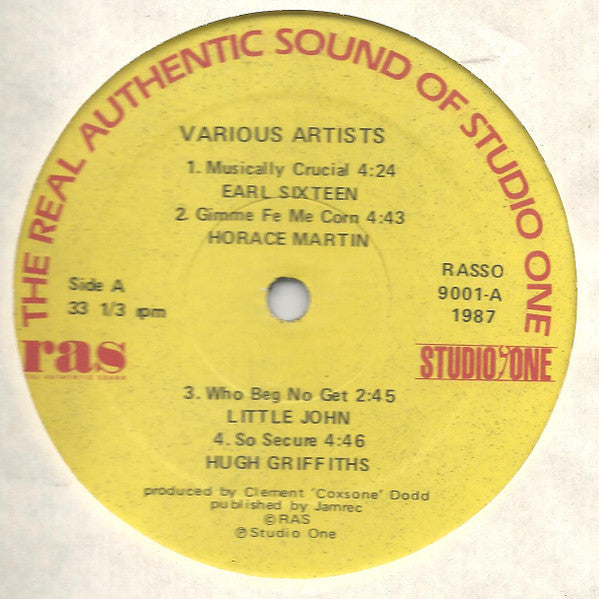 THE REAL AUTHENTIC SOUND OF STUDIO ONE
VARIOUS ARTISTS
1. Musically Crucial 4:24
EARL SIXTEEN
2. Gimme Fe Me Corn 4:43
HORACE MARTIN
Side A
33 1/3 rpm
RASSO
9001-A
1987
ras
STUDIO ONE
3. Who Beg No Get 2:45
LITTLE JOHN
4. So Secure 4:46
HUGH GRIFFITHS
produced by Clement 'Coxsone' Dodd
published by Jamrec
©RAS
℗Studio One